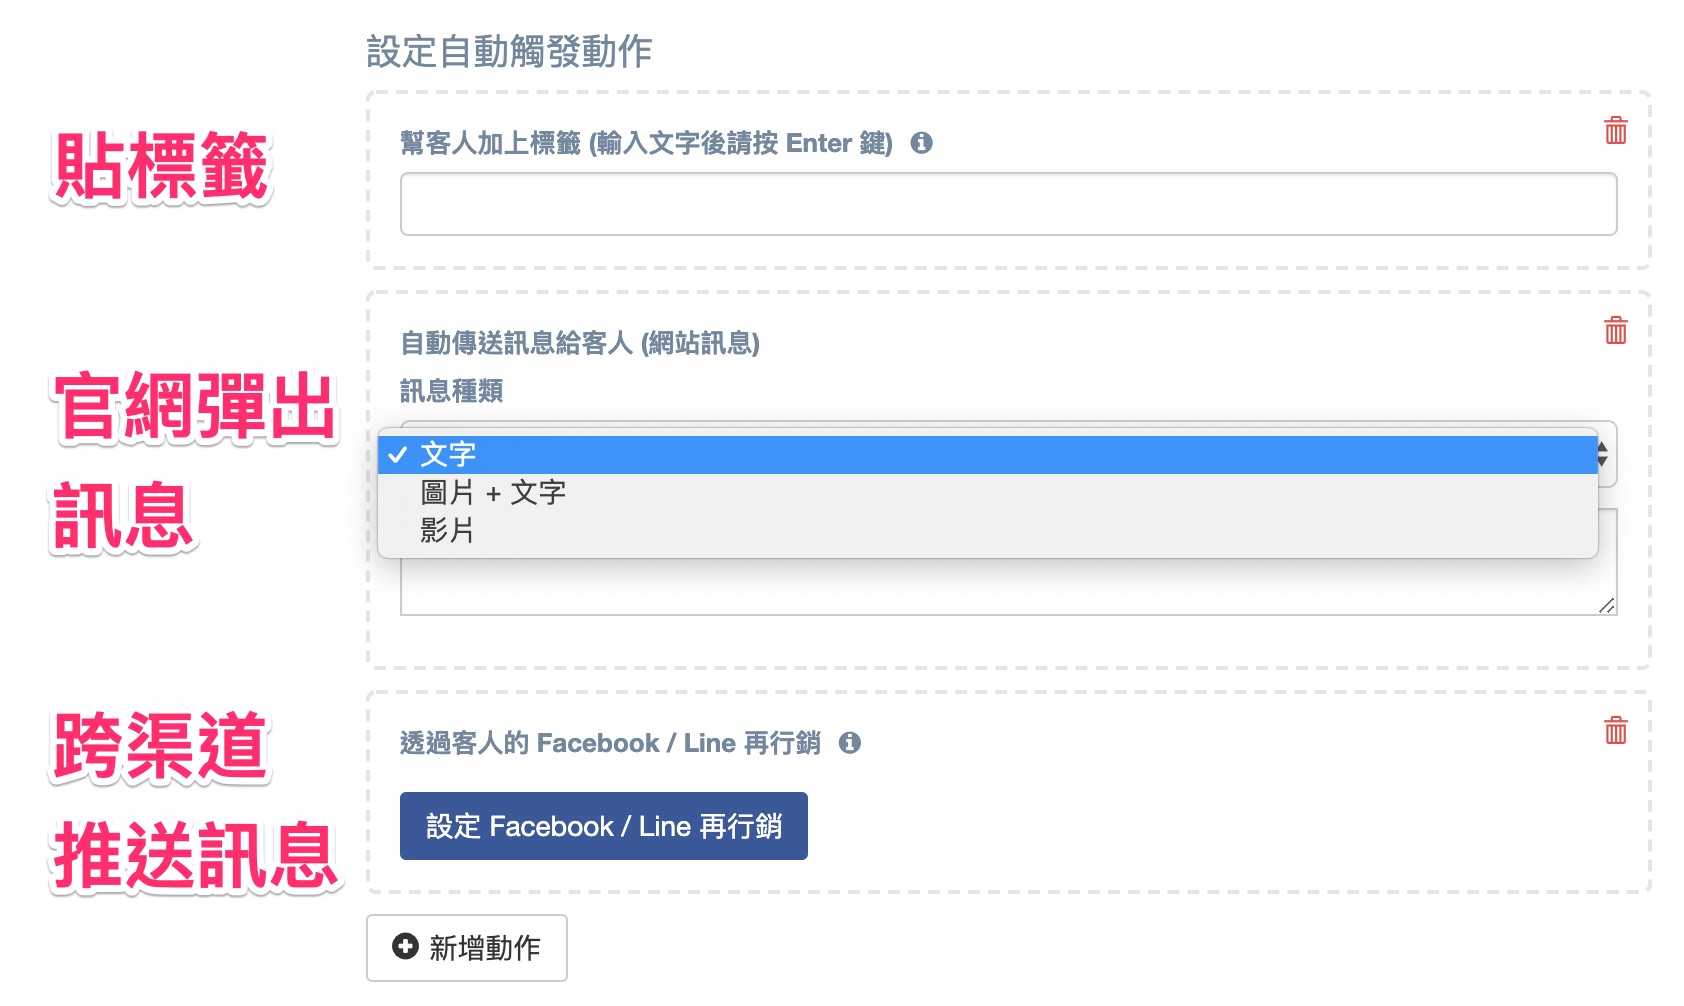 設定自動觸發動作
貼標籤
幫客人加上標籤 (輸入文字後請按 Enter 鍵)
官網彈出
訊息
自動傳送訊息給客人 (網站訊息)
訊息種類
文字
圖片 + 文字
影片
跨渠道
推送訊息
透過客人的 Facebook / Line 再行銷
設定 Facebook / Line 再行銷
新增動作